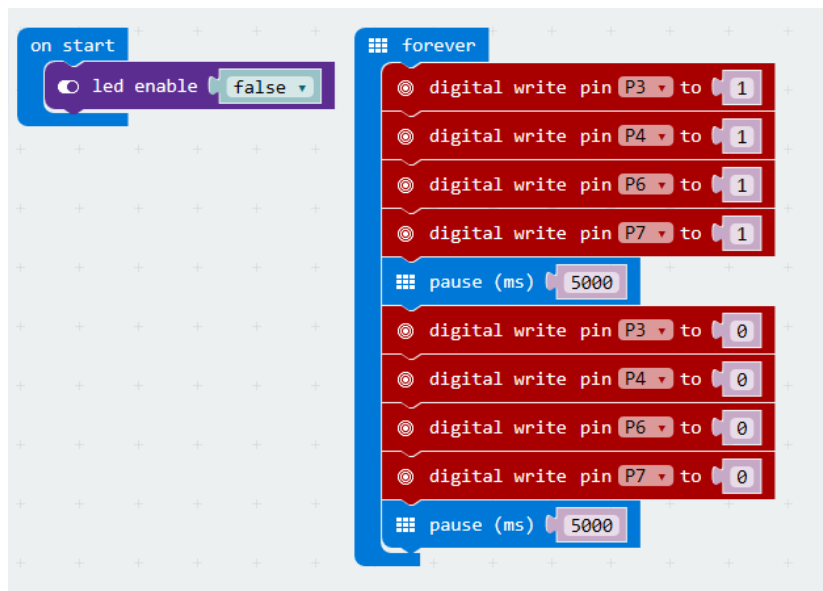 on start
led enable false
forever
digital write pin P3 to 1
digital write pin P4 to 1
digital write pin P6 to 1
digital write pin P7 to 1
pause (ms) 5000
digital write pin P3 to 0
digital write pin P4 to 0
digital write pin P6 to 0
digital write pin P7 to 0
pause (ms) 5000